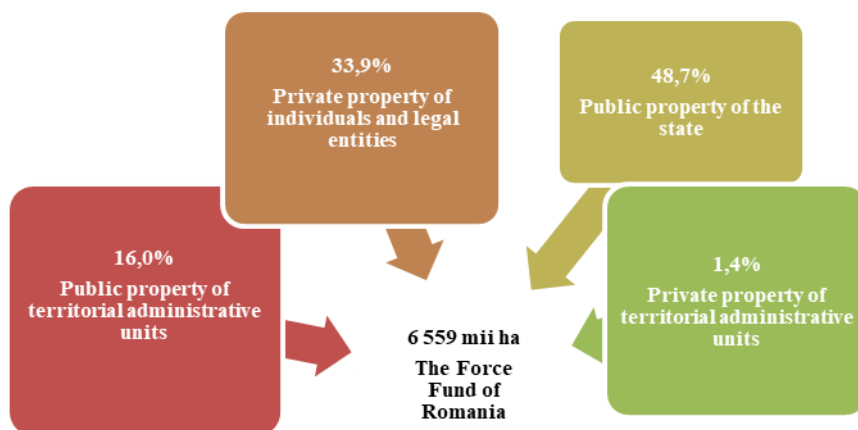 33,9%
Private property of
individuals and legal
entities
48,7%
Public property of the
state
16,0%
Public property of
territorial administrative
units
1,4%
Private property of
territorial administrative
units
6 559 mii ha
The Force
Fund of
Romania